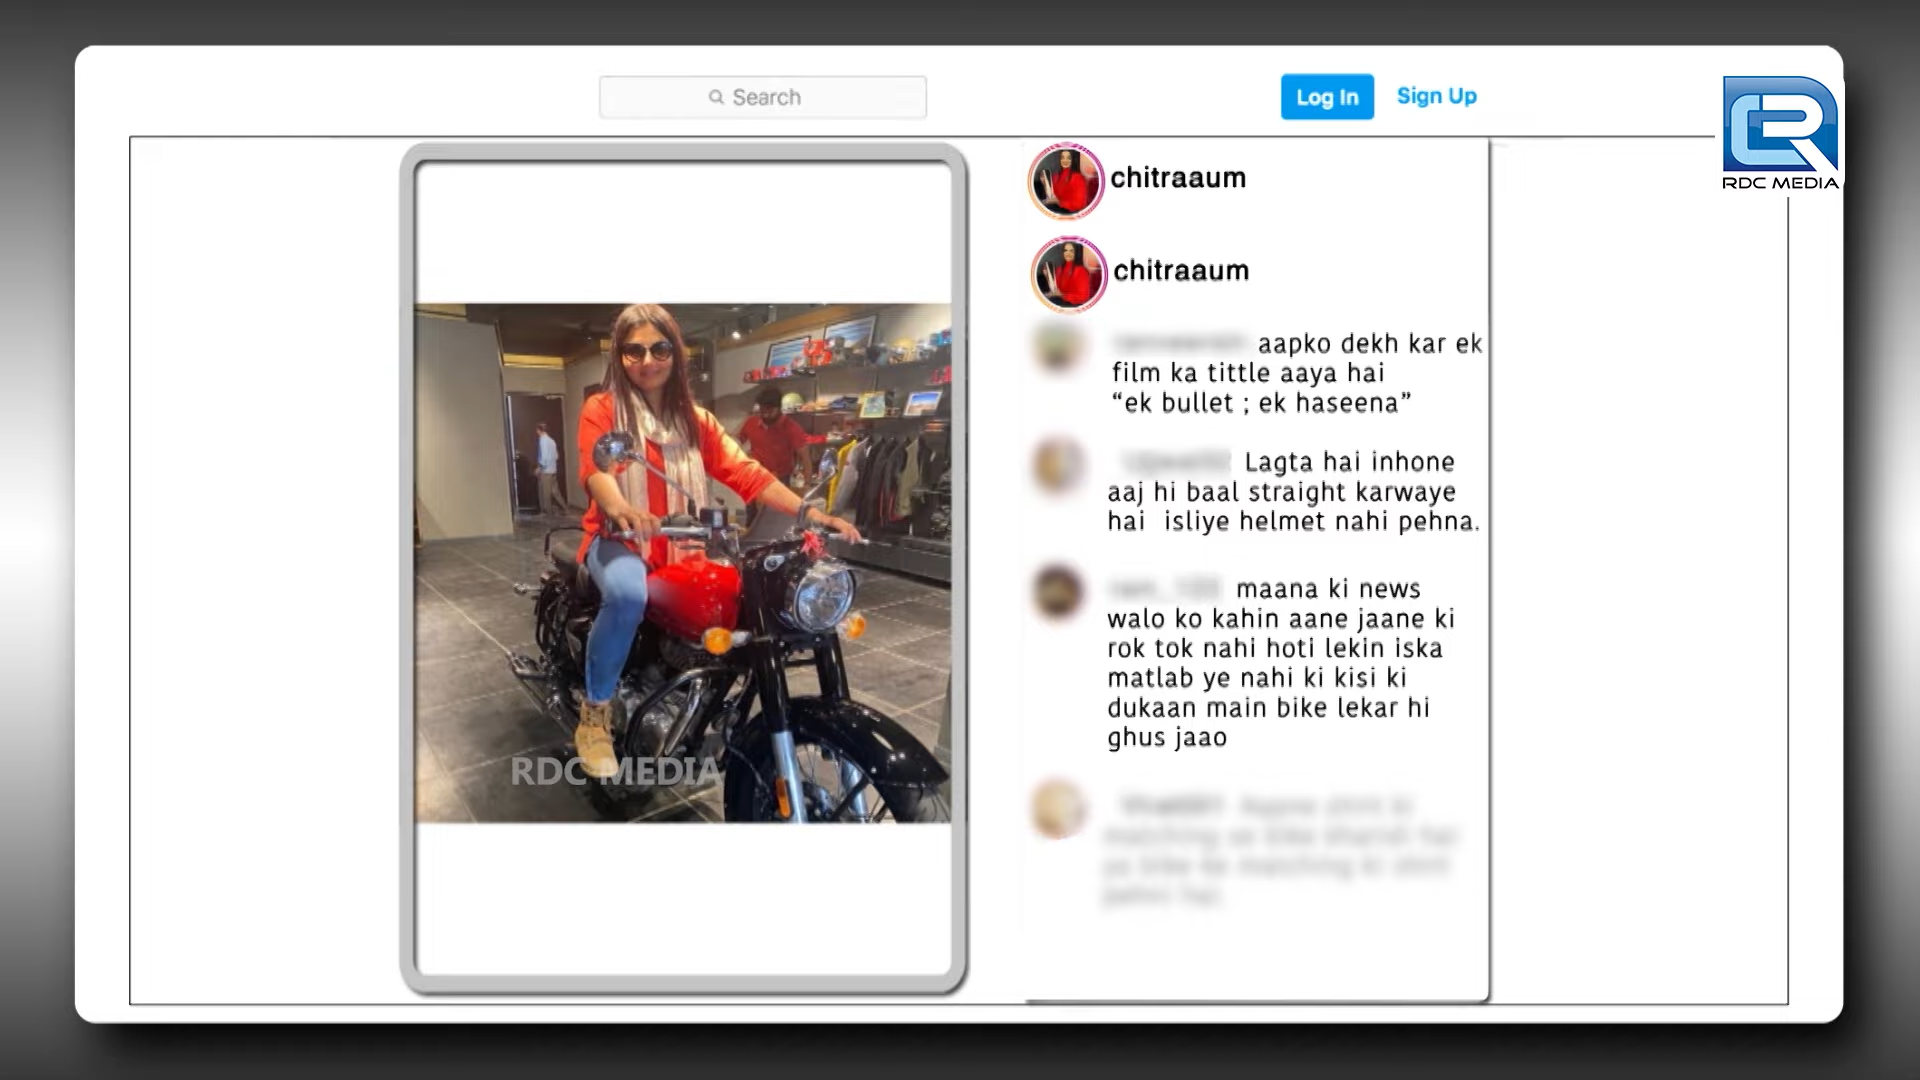 Search
Log In
Sign Up
RDC MEDIA
chitraaum
chitraaum
aapko dekh kar ek
film ka tittle aaya hai
“ek bullet ; ek haseena”
Lagta hai inhone
aaj hi baal straight karwaye
hai isliye helmet nahi pehna.
maana ki news
walo ko kahin aane jaane ki
rok tok nahi hoti lekin iska
matlab ye nahi ki kisi ki
dukaan main bike lekar hi
ghus jaao
RDC MEDIA